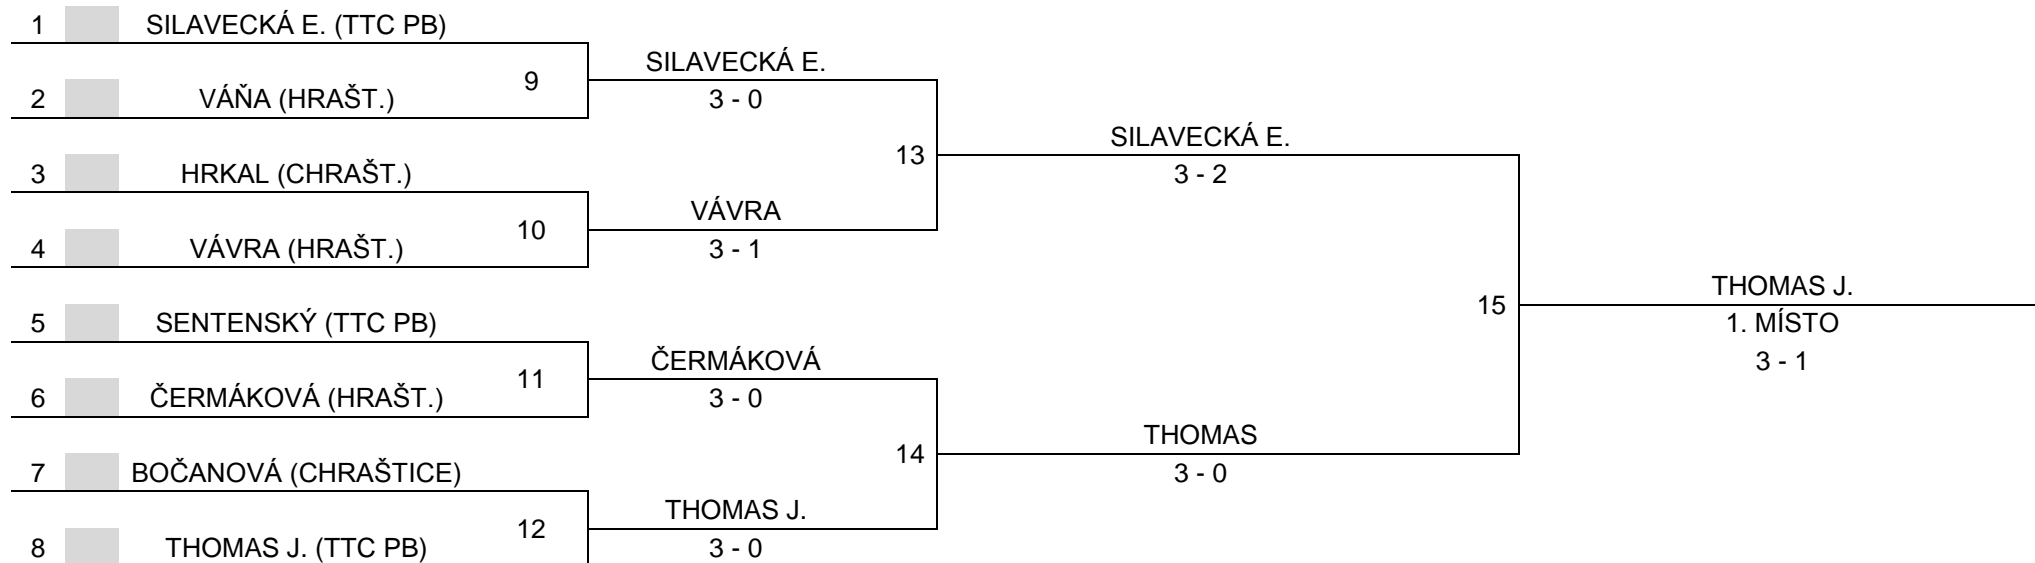 1 SILAVECKÁ E. (TTC PB)
SILAVECKÁ E.
9
2 VÁŇA (HRAŠT.)
3 - 0
SILAVECKÁ E.
13
3 HRKAL (CHRAŠT.)
3 - 2
VÁVRA
10
4 VÁVRA (HRAŠT.)
3 - 1
THOMAS J.
15
5 SENTENSKÝ (TTC PB)
1. MÍSTO
ČERMÁKOVÁ
3 - 1
11
6 ČERMÁKOVÁ (HRAŠT.)
3 - 0
THOMAS
14
7 BOČANOVÁ (CHRAŠTICE)
3 - 0
THOMAS J.
12
8 THOMAS J. (TTC PB)
3 - 0